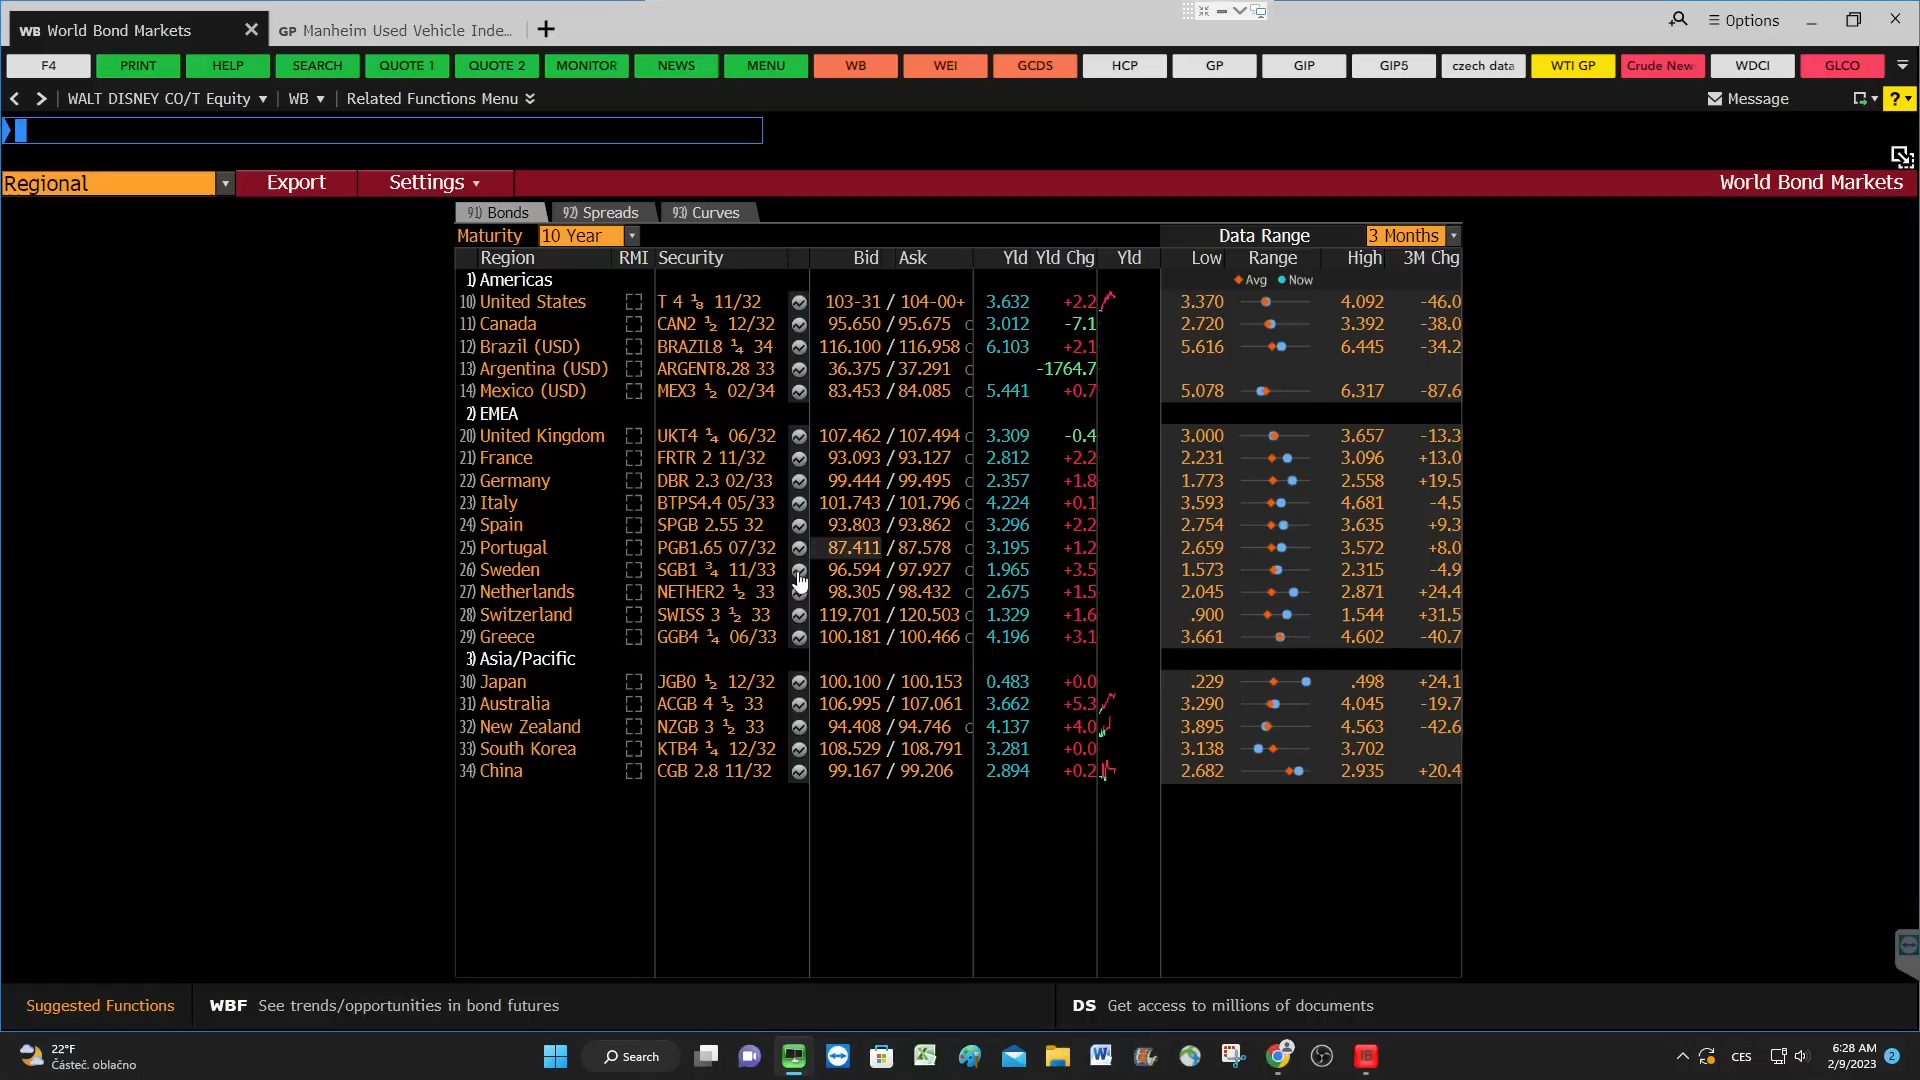 WB World Bond Markets
GP Manheim Used Vehicle Inde...
Options
F4 PRINT HELP SEARCH QUOTE 1 QUOTE 2 MONITOR NEWS MENU WB WEI GCDS HCP GP GIP GIP5 czech data WTI GP Crude New WDCI GLCO
WALT DISNEY CO/T Equity WB Related Functions Menu Message ?
Regional Export Settings World Bond Markets
91) Bonds 92) Spreads 93) Curves
Maturity 10 Year Data Range 3 Months
Region RMI Security Bid Ask Yld Yld Chg Yld Low Range High 3M Chg
1) Americas Avg Now
10) United States T 4 ⅛ 11/32 103-31 / 104-00+ 3.632 +2.2 3.370 4.092 -46.0
11) Canada CAN2 ½ 12/32 95.650 / 95.675 3.012 -7.1 2.720 3.392 -38.0
12) Brazil (USD) BRAZIL8 ¼ 34 116.100 / 116.958 6.103 +2.1 5.616 6.445 -34.2
13) Argentina (USD) ARGENT8.28 33 36.375 / 37.291 -1764.7
14) Mexico (USD) MEX3 ½ 02/34 83.453 / 84.085 5.441 +0.7 5.078 6.317 -87.6
2) EMEA
20) United Kingdom UKT4 ¼ 06/32 107.462 / 107.494 3.309 -0.4 3.000 3.657 -13.3
21) France FRTR 2 11/32 93.093 / 93.127 2.812 +2.2 2.231 3.096 +13.0
22) Germany DBR 2.3 02/33 99.444 / 99.495 2.357 +1.8 1.773 2.558 +19.5
23) Italy BTPS4.4 05/33 101.743 / 101.796 4.224 +0.1 3.593 4.681 -4.5
24) Spain SPGB 2.55 32 93.803 / 93.862 3.296 +2.2 2.754 3.635 +9.3
25) Portugal PGB1.65 07/32 87.411 / 87.578 3.195 +1.2 2.659 3.572 +8.0
26) Sweden SGB1 ¾ 11/33 96.594 / 97.927 1.965 +3.5 1.573 2.315 -4.9
27) Netherlands NETHER2 ½ 33 98.305 / 98.432 2.675 +1.5 2.045 2.871 +24.4
28) Switzerland SWISS 3 ½ 33 119.701 / 120.503 1.329 +1.6 .900 1.544 +31.5
29) Greece GGB4 ¼ 06/33 100.181 / 100.466 4.196 +3.1 3.661 4.602 -40.7
3) Asia/Pacific
30) Japan JGB0 ½ 12/32 100.100 / 100.153 0.483 +0.0 .229 .498 +24.1
31) Australia ACGB 4 ½ 33 106.995 / 107.061 3.662 +5.3 3.290 4.045 -19.7
32) New Zealand NZGB 3 ½ 33 94.408 / 94.746 4.137 +4.0 3.895 4.563 -42.6
33) South Korea KTB4 ¼ 12/32 108.529 / 108.791 3.281 +0.0 3.138 3.702
34) China CGB 2.8 11/32 99.167 / 99.206 2.894 +0.2 2.682 2.935 +20.4
Suggested Functions WBF See trends/opportunities in bond futures DS Get access to millions of documents
22°F
Částeč. oblačno
Search
CES
6:28 AM
2/9/2023
2